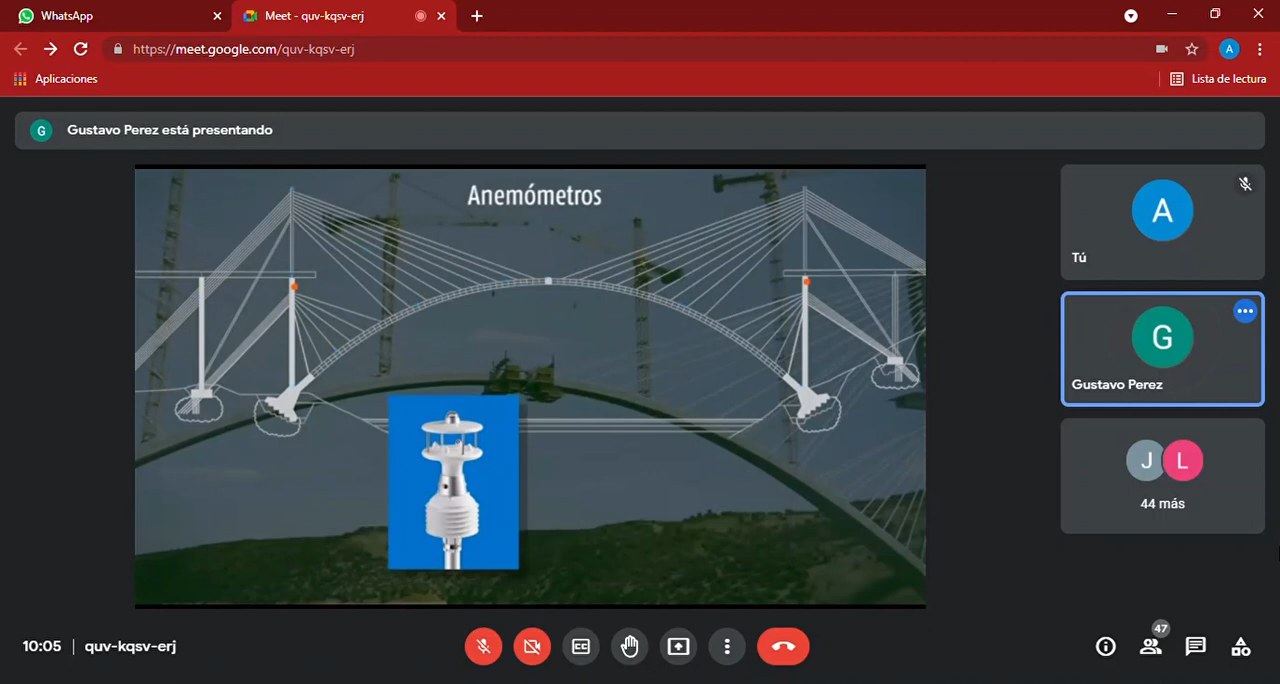 WhatsApp
Meet - quv-kqsv-erj
https://meet.google.com/quv-kqsv-erj
A
Aplicaciones
Lista de lectura
G
Gustavo Perez está presentando
Anemómetros
A
Tú
G
Gustavo Perez
J L
44 más
10:05 | quv-kqsv-erj
CC
47